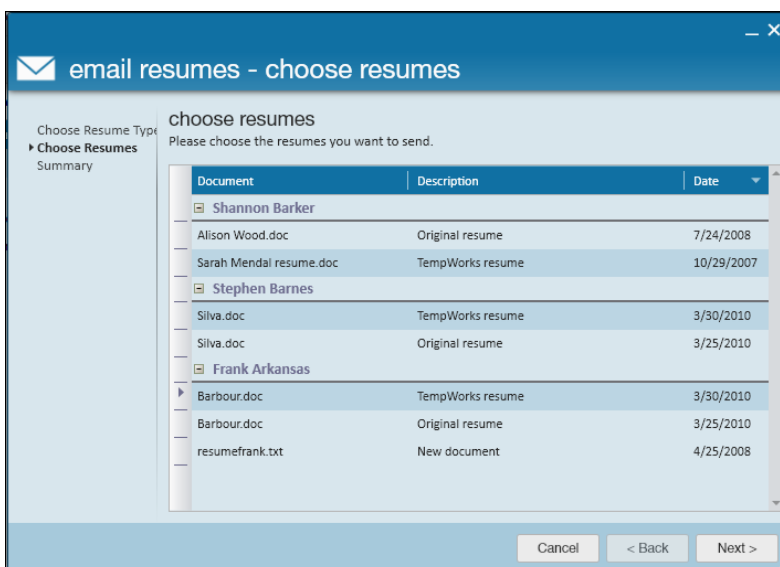 email resumes - choose resumes
Choose Resume Type
Choose Resumes
Summary
choose resumes
Please choose the resumes you want to send.
Document Description Date
Shannon Barker
Alison Wood.doc Original resume 7/24/2008
Sarah Mendal resume.doc TempWorks resume 10/29/2007
Stephen Barnes
Silva.doc TempWorks resume 3/30/2010
Silva.doc Original resume 3/25/2010
Frank Arkansas
Barbour.doc TempWorks resume 3/30/2010
Barbour.doc Original resume 3/25/2010
resumefrank.txt New document 4/25/2008
Cancel < Back Next >